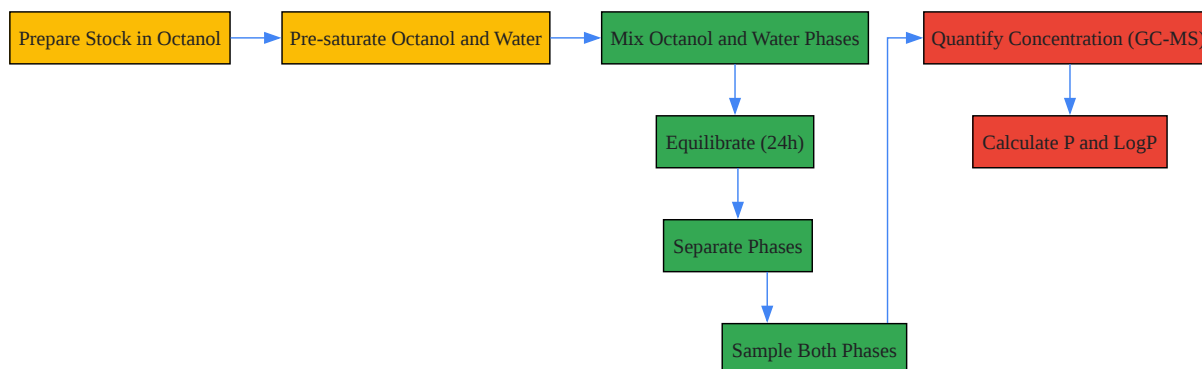 Prepare Stock in Octanol
Pre-saturate Octanol and Water
Mix Octanol and Water Phases
Equilibrate (24h)
Separate Phases
Sample Both Phases
Quantify Concentration (GC-MS)
Calculate P and LogP